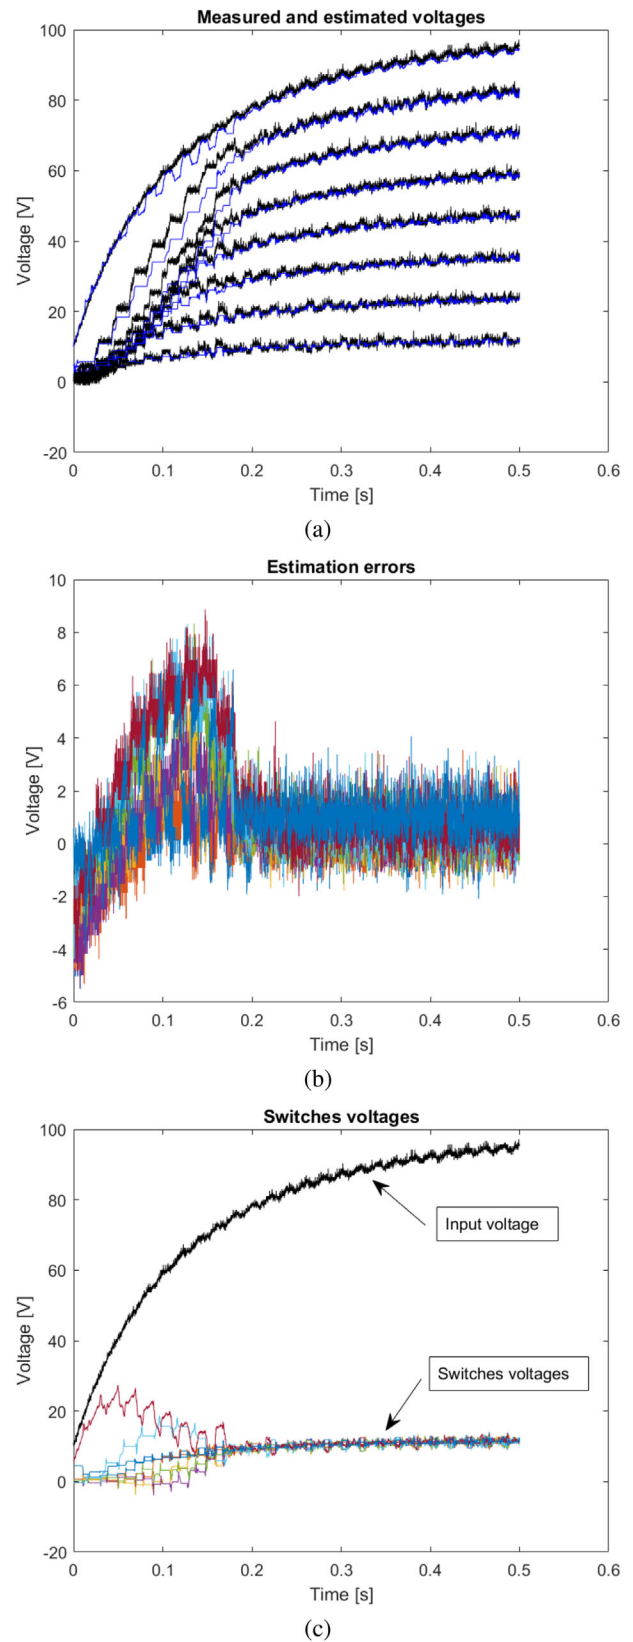 Measured and estimated voltages
100
80
60
40
20
0
-20
Voltage [V]
0 0.1 0.2 0.3 0.4 0.5 0.6
Time [s]
(a)
Estimation errors
10
8
6
4
2
0
-2
-4
-6
Voltage [V]
0 0.1 0.2 0.3 0.4 0.5 0.6
Time [s]
(b)
Switches voltages
100
80
60
40
20
0
-20
Voltage [V]
Input voltage
Switches voltages
0 0.1 0.2 0.3 0.4 0.5 0.6
Time [s]
(c)